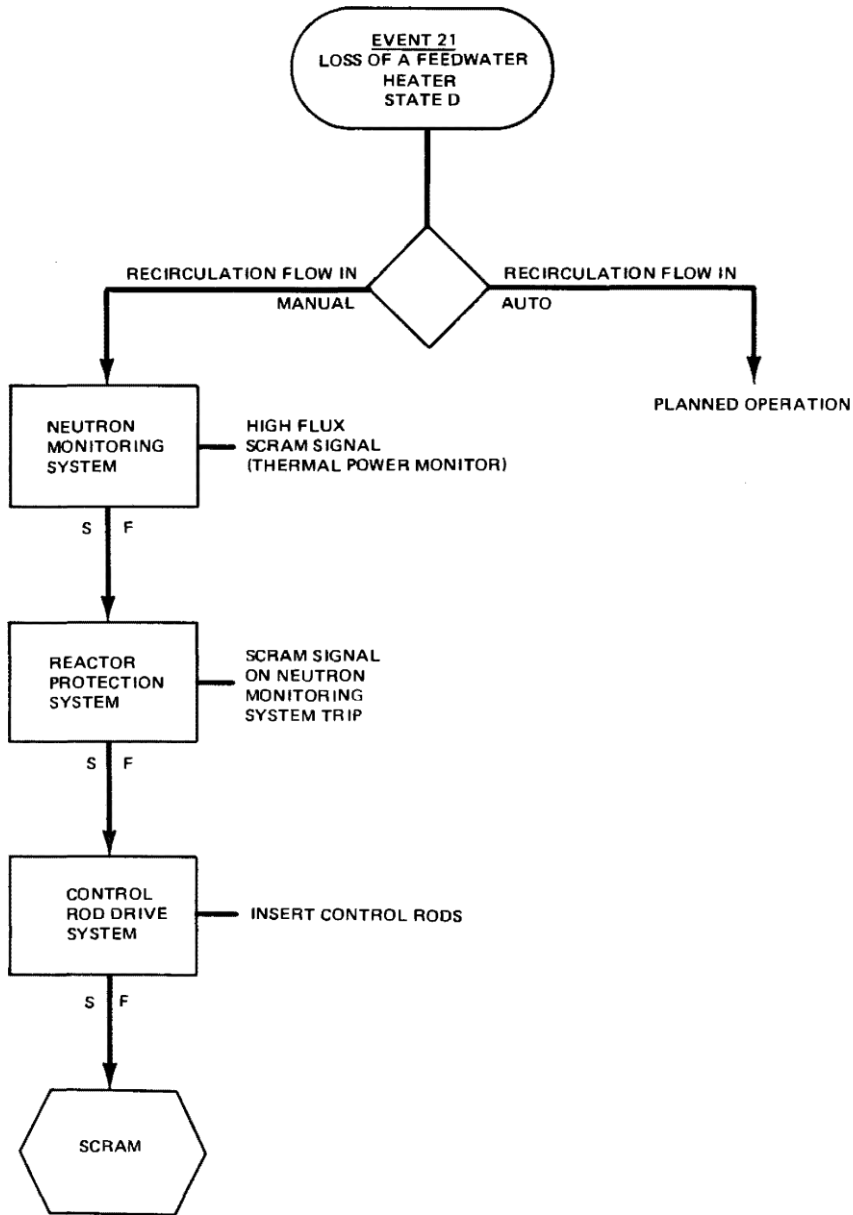 EVENT 21
LOSS OF A FEEDWATER
HEATER
STATE D
RECIRCULATION FLOW IN
MANUAL
RECIRCULATION FLOW IN
AUTO
PLANNED OPERATION
NEUTRON
MONITORING
SYSTEM
HIGH FLUX
SCRAM SIGNAL
(THERMAL POWER MONITOR)
S F
REACTOR
PROTECTION
SYSTEM
SCRAM SIGNAL
ON NEUTRON
MONITORING
SYSTEM TRIP
S F
CONTROL
ROD DRIVE
SYSTEM
INSERT CONTROL RODS
S F
SCRAM